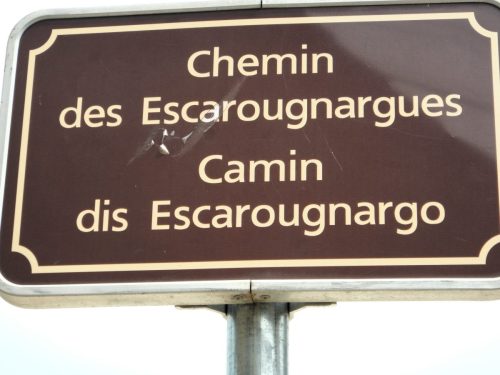 Chemin
des Escarougnargues
Camin
dis Escarougnargo